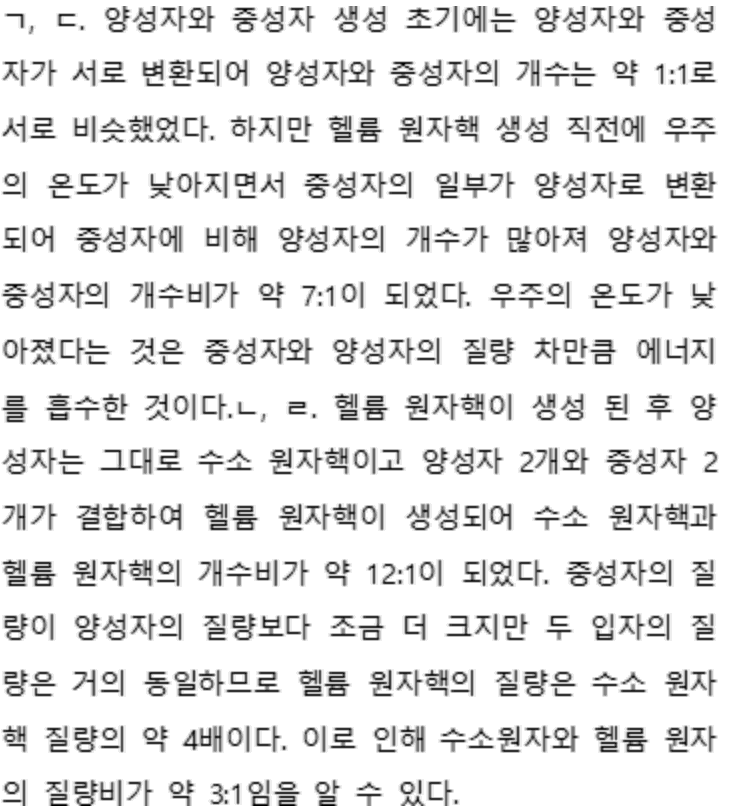 ㄱ, ㄷ. 양성자와 중성자 생성 초기에는 양성자와 중성
자가 서로 변환되어 양성자와 중성자의 개수는 약 1:1로
서로 비슷했었다. 하지만 헬륨 원자핵 생성 직전에 우주
의 온도가 낮아지면서 중성자의 일부가 양성자로 변환
되어 중성자에 비해 양성자의 개수가 많아져 양성자와
중성자의 개수비가 약 7:1이 되었다. 우주의 온도가 낮
아졌다는 것은 중성자와 양성자의 질량 차만큼 에너지
를 흡수한 것이다.ㄴ, ㄹ. 헬륨 원자핵이 생성 된 후 양
성자는 그대로 수소 원자핵이고 양성자 2개와 중성자 2
개가 결합하여 헬륨 원자핵이 생성되어 수소 원자핵과
헬륨 원자핵의 개수비가 약 12:1이 되었다. 중성자의 질
량이 양성자의 질량보다 조금 더 크지만 두 입자의 질
량은 거의 동일하므로 헬륨 원자핵의 질량은 수소 원자
핵 질량의 약 4배이다. 이로 인해 수소원자와 헬륨 원자
의 질량비가 약 3:1임을 알 수 있다.